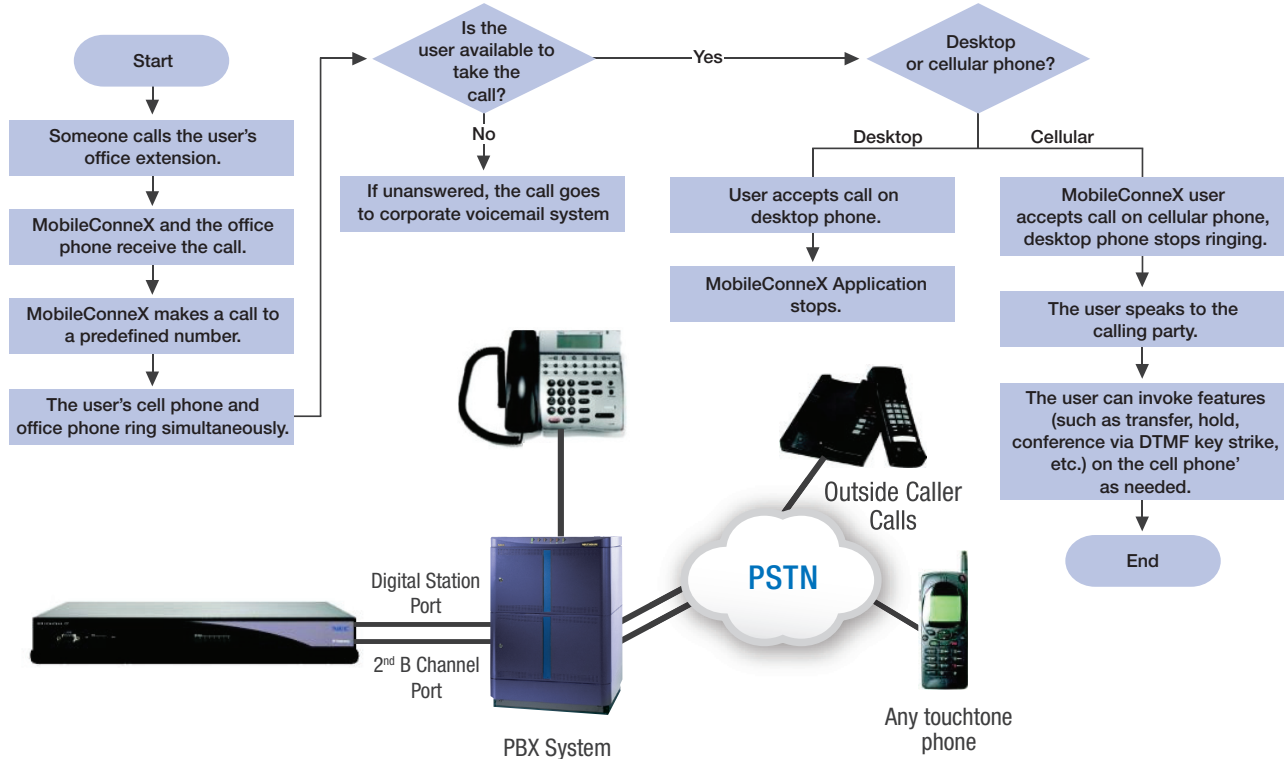 Start
Someone calls the user's
office extension.
MobileConneX and the office
phone receive the call.
MobileConneX makes a call to
a predefined number.
The user's cell phone and
office phone ring simultaneously.
Is the
user available to
take the
call?
Yes
No
If unanswered, the call goes
to corporate voicemail system
Desktop
or cellular phone?
Desktop
Cellular
User accepts call on
desktop phone.
MobileConneX Application
stops.
MobileConneX user
accepts call on cellular phone,
desktop phone stops ringing.
The user speaks to the
calling party.
The user can invoke features
(such as transfer, hold,
conference via DTMF key strike,
etc.) on the cell phone'
as needed.
End
Outside Caller
Calls
PSTN
Digital Station
Port
2nd B Channel
Port
NEC
PBX System
Any touchtone
phone